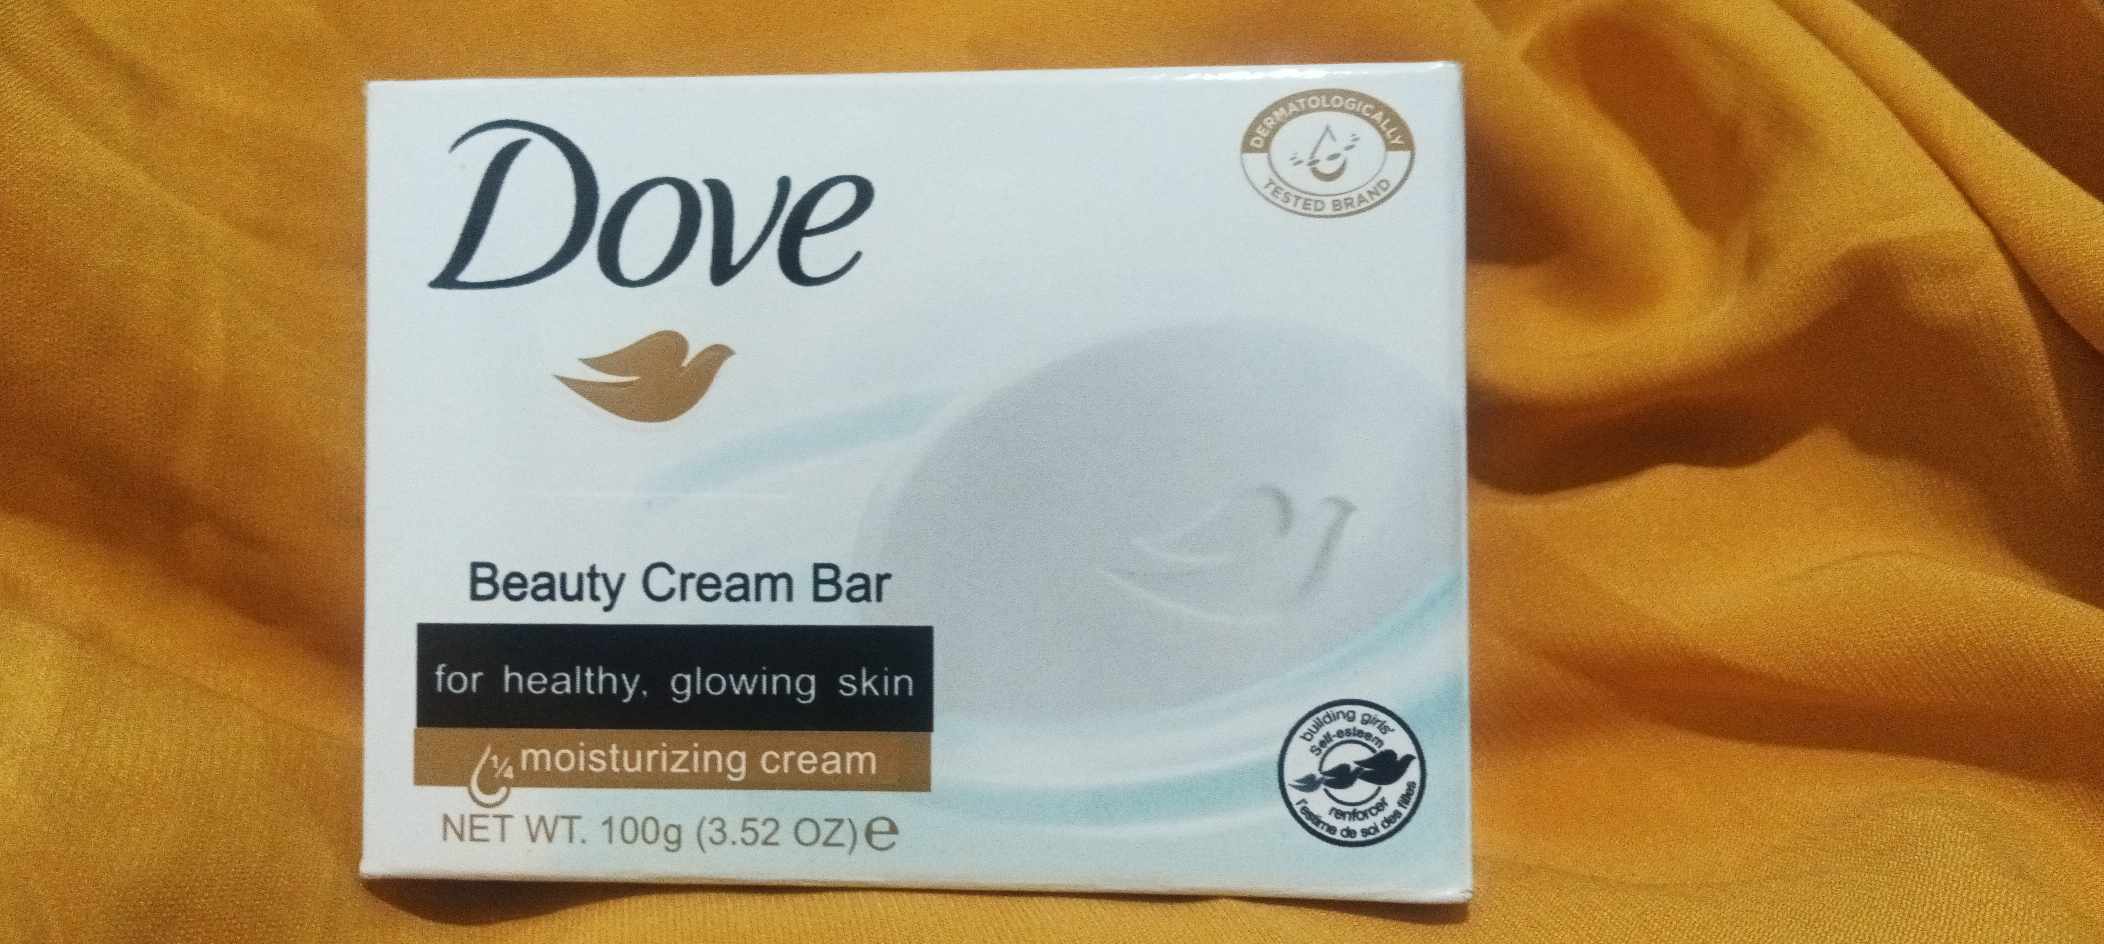 Dove
DERMATOLOGICALLY
TESTED BRAND
Beauty Cream Bar
for healthy, glowing skin
¼ moisturizing cream
NET WT. 100g (3.52 OZ) ℮
building girls'
Self-esteem
renforcer
l'estime de soi des filles